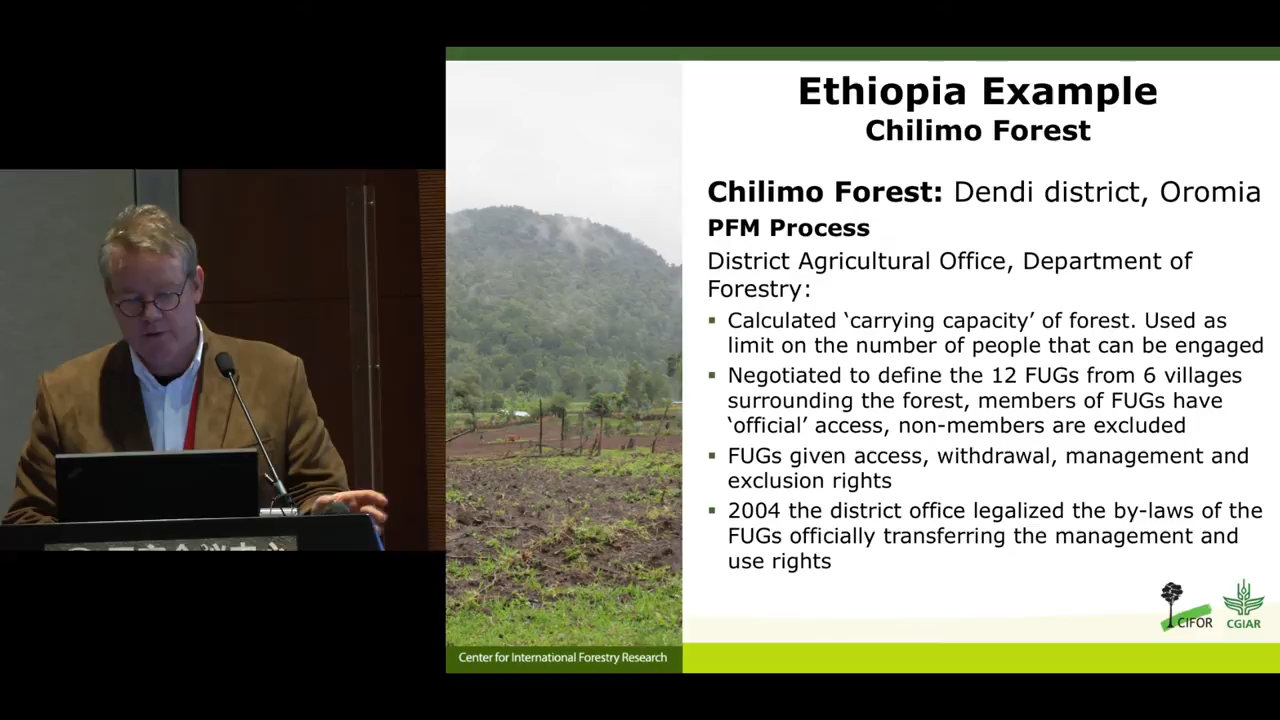 Ethiopia Example
Chilimo Forest
Chilimo Forest: Dendi district, Oromia
PFM Process
District Agricultural Office, Department of
Forestry:
▪ Calculated ‘carrying capacity’ of forest. Used as
limit on the number of people that can be engaged
▪ Negotiated to define the 12 FUGs from 6 villages
surrounding the forest, members of FUGs have
‘official’ access, non-members are excluded
▪ FUGs given access, withdrawal, management and
exclusion rights
▪ 2004 the district office legalized the by-laws of the
FUGs officially transferring the management and
use rights
CIFOR
CGIAR
Center for International Forestry Research